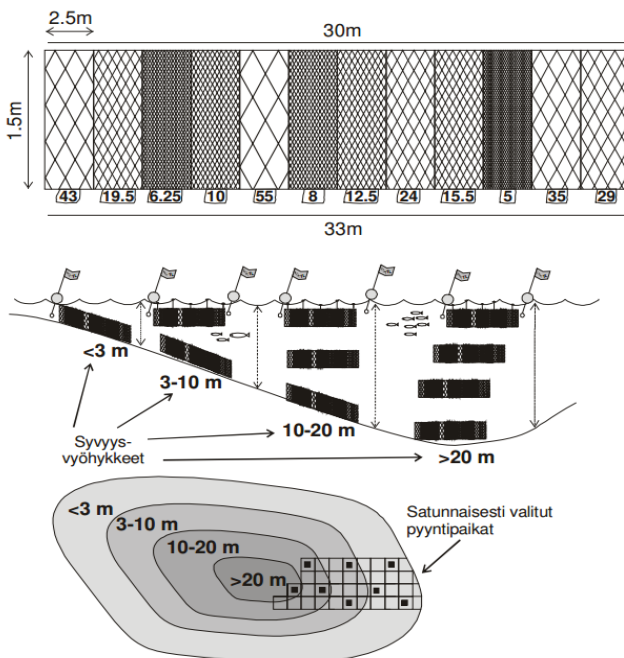 2.5m
30m
1.5m
43 19.5 6.25 10 55 8 12.5 24 15.5 5 35 29
33m
<3 m
3-10 m
10-20 m
>20 m
Syvyys-
vyöhykkeet
<3 m
3-10 m
10-20 m
>20 m
Satunnaisesti valitut
pyyntipaikat